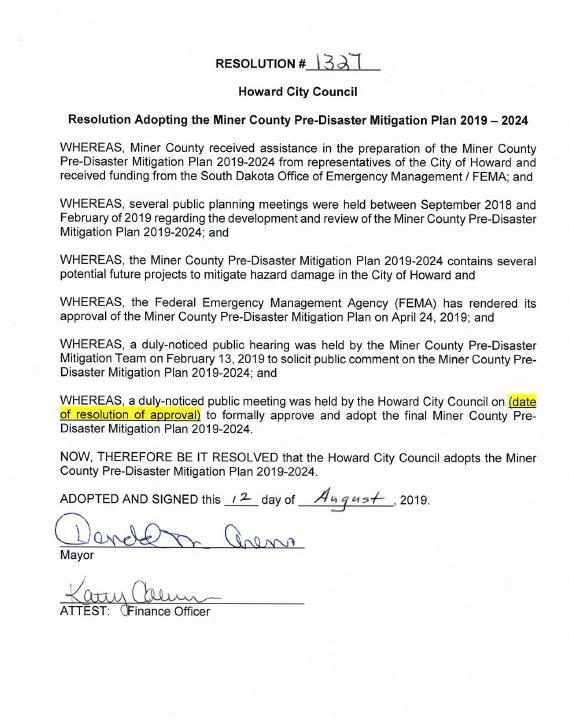 RESOLUTION # 1327
Howard City Council
Resolution Adopting the Miner County Pre-Disaster Mitigation Plan 2019 – 2024
WHEREAS, Miner County received assistance in the preparation of the Miner County
Pre-Disaster Mitigation Plan 2019-2024 from representatives of the City of Howard and
received funding from the South Dakota Office of Emergency Management / FEMA; and
WHEREAS, several public planning meetings were held between September 2018 and
February of 2019 regarding the development and review of the Miner County Pre-Disaster
Mitigation Plan 2019-2024; and
WHEREAS, the Miner County Pre-Disaster Mitigation Plan 2019-2024 contains several
potential future projects to mitigate hazard damage in the City of Howard and
WHEREAS, the Federal Emergency Management Agency (FEMA) has rendered its
approval of the Miner County Pre-Disaster Mitigation Plan on April 24, 2019; and
WHEREAS, a duly-noticed public hearing was held by the Miner County Pre-Disaster
Mitigation Team on February 13, 2019 to solicit public comment on the Miner County Pre-
Disaster Mitigation Plan 2019-2024; and
WHEREAS, a duly-noticed public meeting was held by the Howard City Council on (date
of resolution of approval) to formally approve and adopt the final Miner County Pre-
Disaster Mitigation Plan 2019-2024.
NOW, THEREFORE BE IT RESOLVED that the Howard City Council adopts the Miner
County Pre-Disaster Mitigation Plan 2019-2024.
ADOPTED AND SIGNED this 12 day of August, 2019.
Mayor
ATTEST: Finance Officer